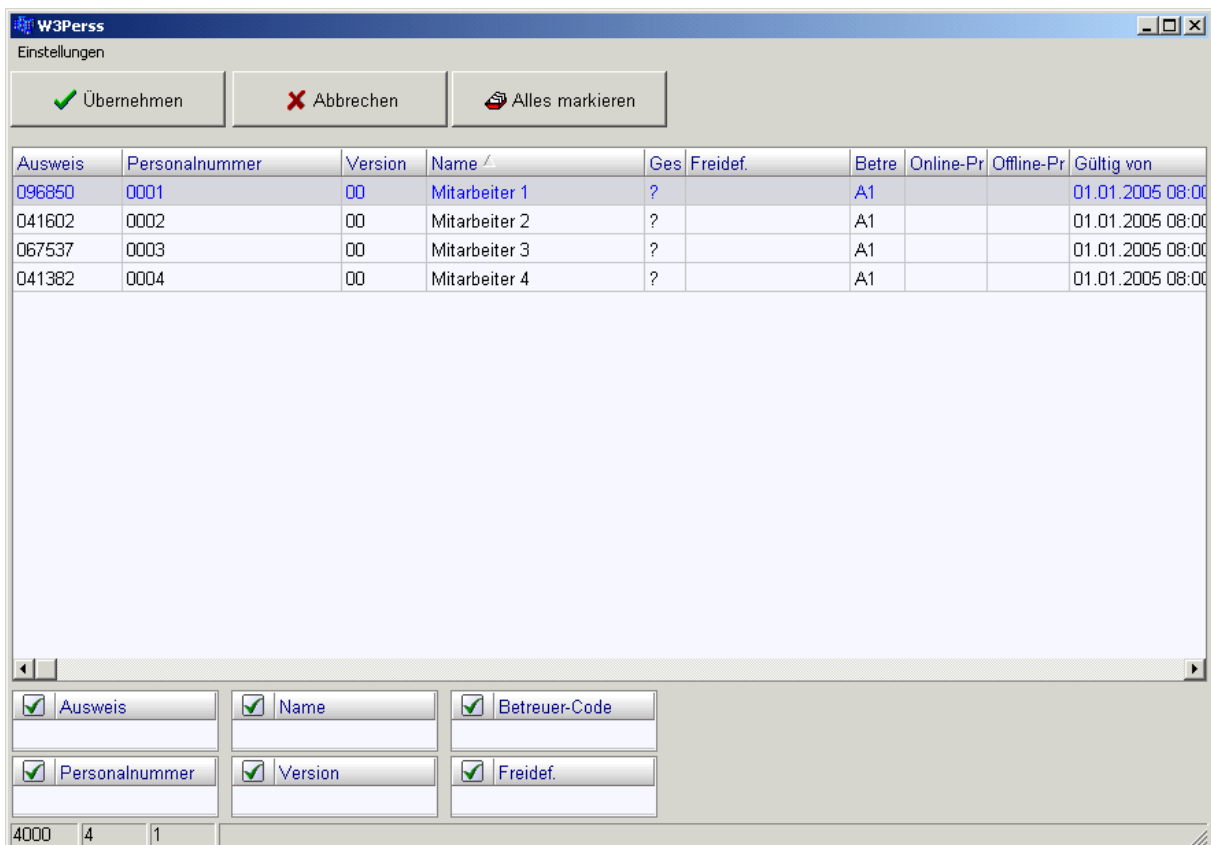 W3Perss
Einstellungen
Übernehmen Abbrechen Alles markieren
Ausweis Personalnummer Version Name Ges Freidef. Betre Online-Pr Offline-Pr Gültig von
096850 0001 00 Mitarbeiter 1 ? A1 01.01.2005 08:00
041602 0002 00 Mitarbeiter 2 ? A1 01.01.2005 08:00
067537 0003 00 Mitarbeiter 3 ? A1 01.01.2005 08:00
041382 0004 00 Mitarbeiter 4 ? A1 01.01.2005 08:00
Ausweis Name Betreuer-Code
Personalnummer Version Freidef.
4000 4 1